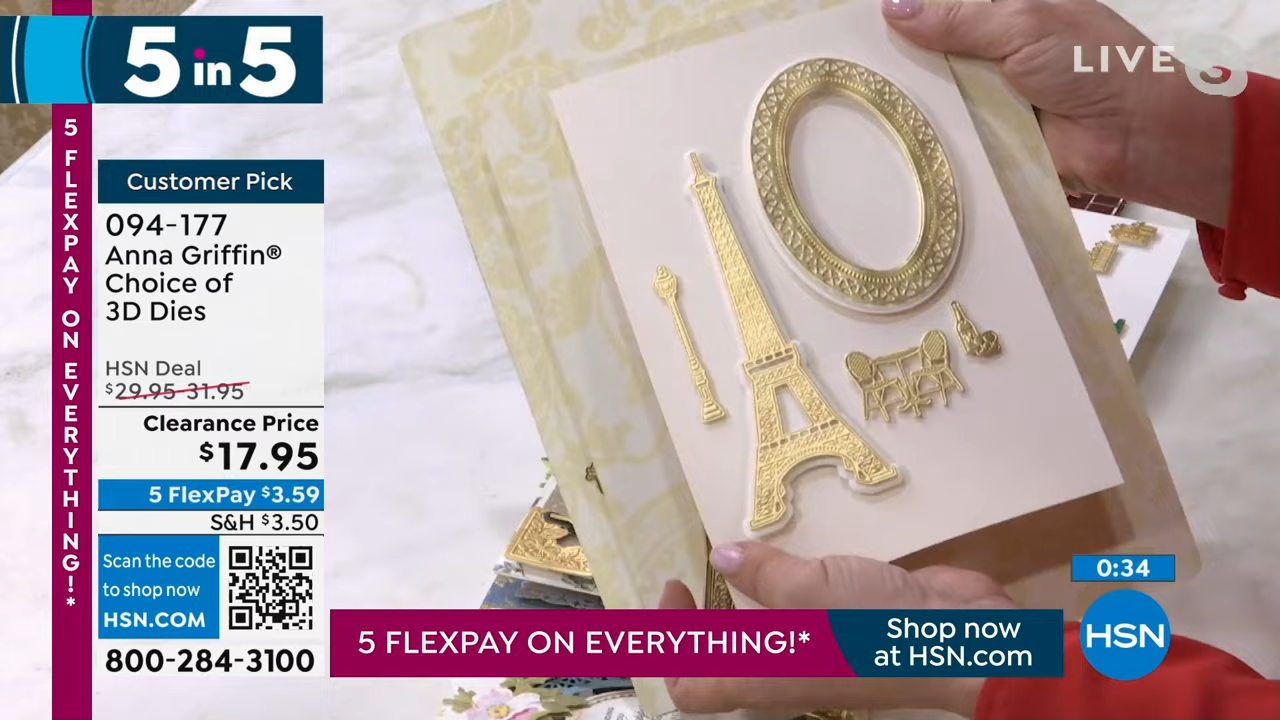 5 in 5
LIVE
5 FLEXPAY ON EVERYTHING!*
Customer Pick
094-177
Anna Griffin®
Choice of
3D Dies
HSN Deal
$29.95-31.95
Clearance Price
$17.95
5 FlexPay $3.59
S&H $3.50
Scan the code
to shop now
HSN.COM
800-284-3100
5 FLEXPAY ON EVERYTHING!*
Shop now
at HSN.com
0:34
HSN